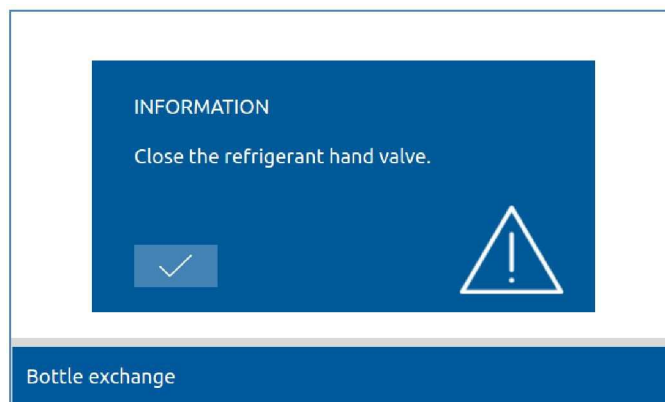 INFORMATION
Close the refrigerant hand valve.
Bottle exchange